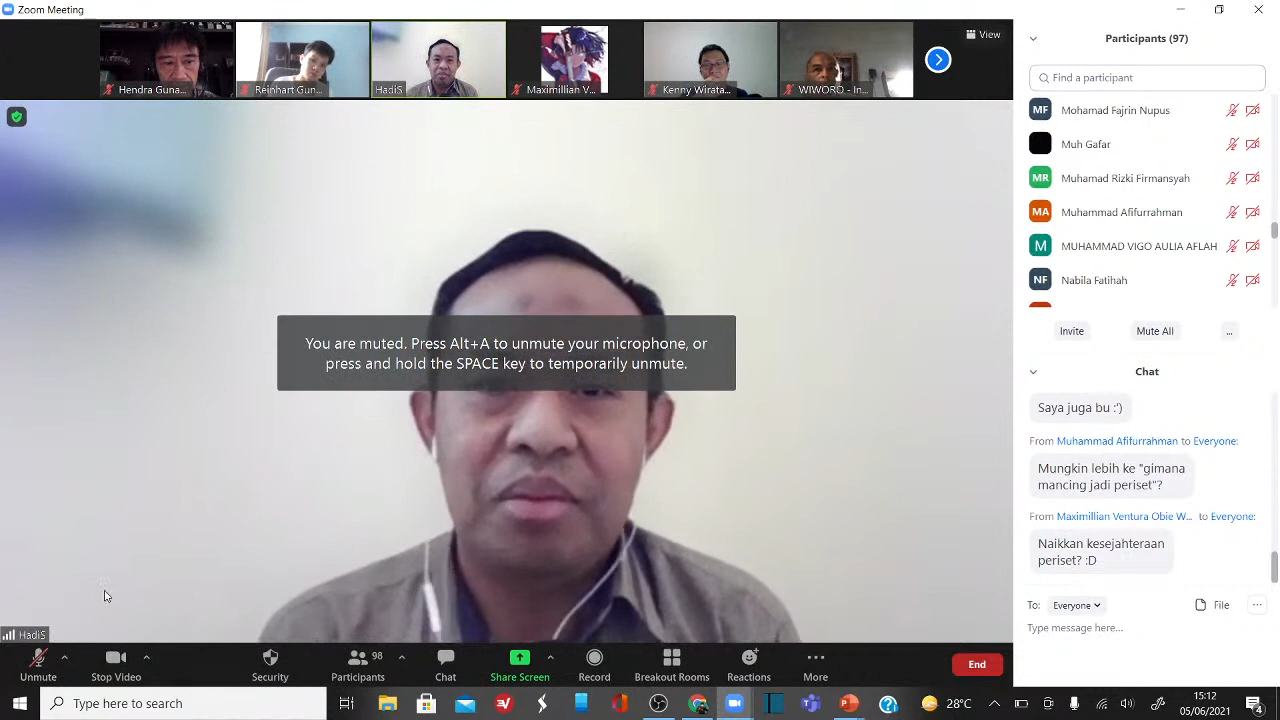 Zoom Meeting
Hendra Guna...
Reinhart Gun...
HadiS
Maximillian V...
Kenny Wirata...
WIWORO - In...
View
You are muted. Press Alt+A to unmute your microphone, or
press and hold the SPACE key to temporarily unmute.
HadiS
Participants (97)
Find a participant
MF Mohamad Fajrin Nupus
Muh Gafar
MR Muhamad Rizki Firmansyah
MA Muhammad Afifurrahman
M MUHAMMAD VIGO AULIA AFLAH
NF Nabila Fatihah
Invite Mute All ...
Chat
Saya juga bu :')
From Muhammad Afifurrahman to Everyone:
Mungkin lebih ke "gimana
mancing jadi periset"?
From Maximillian Ventura Obie W... to Everyone:
Naikkan kesejahteraan
periset? :D
To: Everyone File ...
Type message here...
98
Unmute Stop Video Security Participants Chat Share Screen Record Breakout Rooms Reactions More End
Type here to search
28°C
15:12
05/06/2021